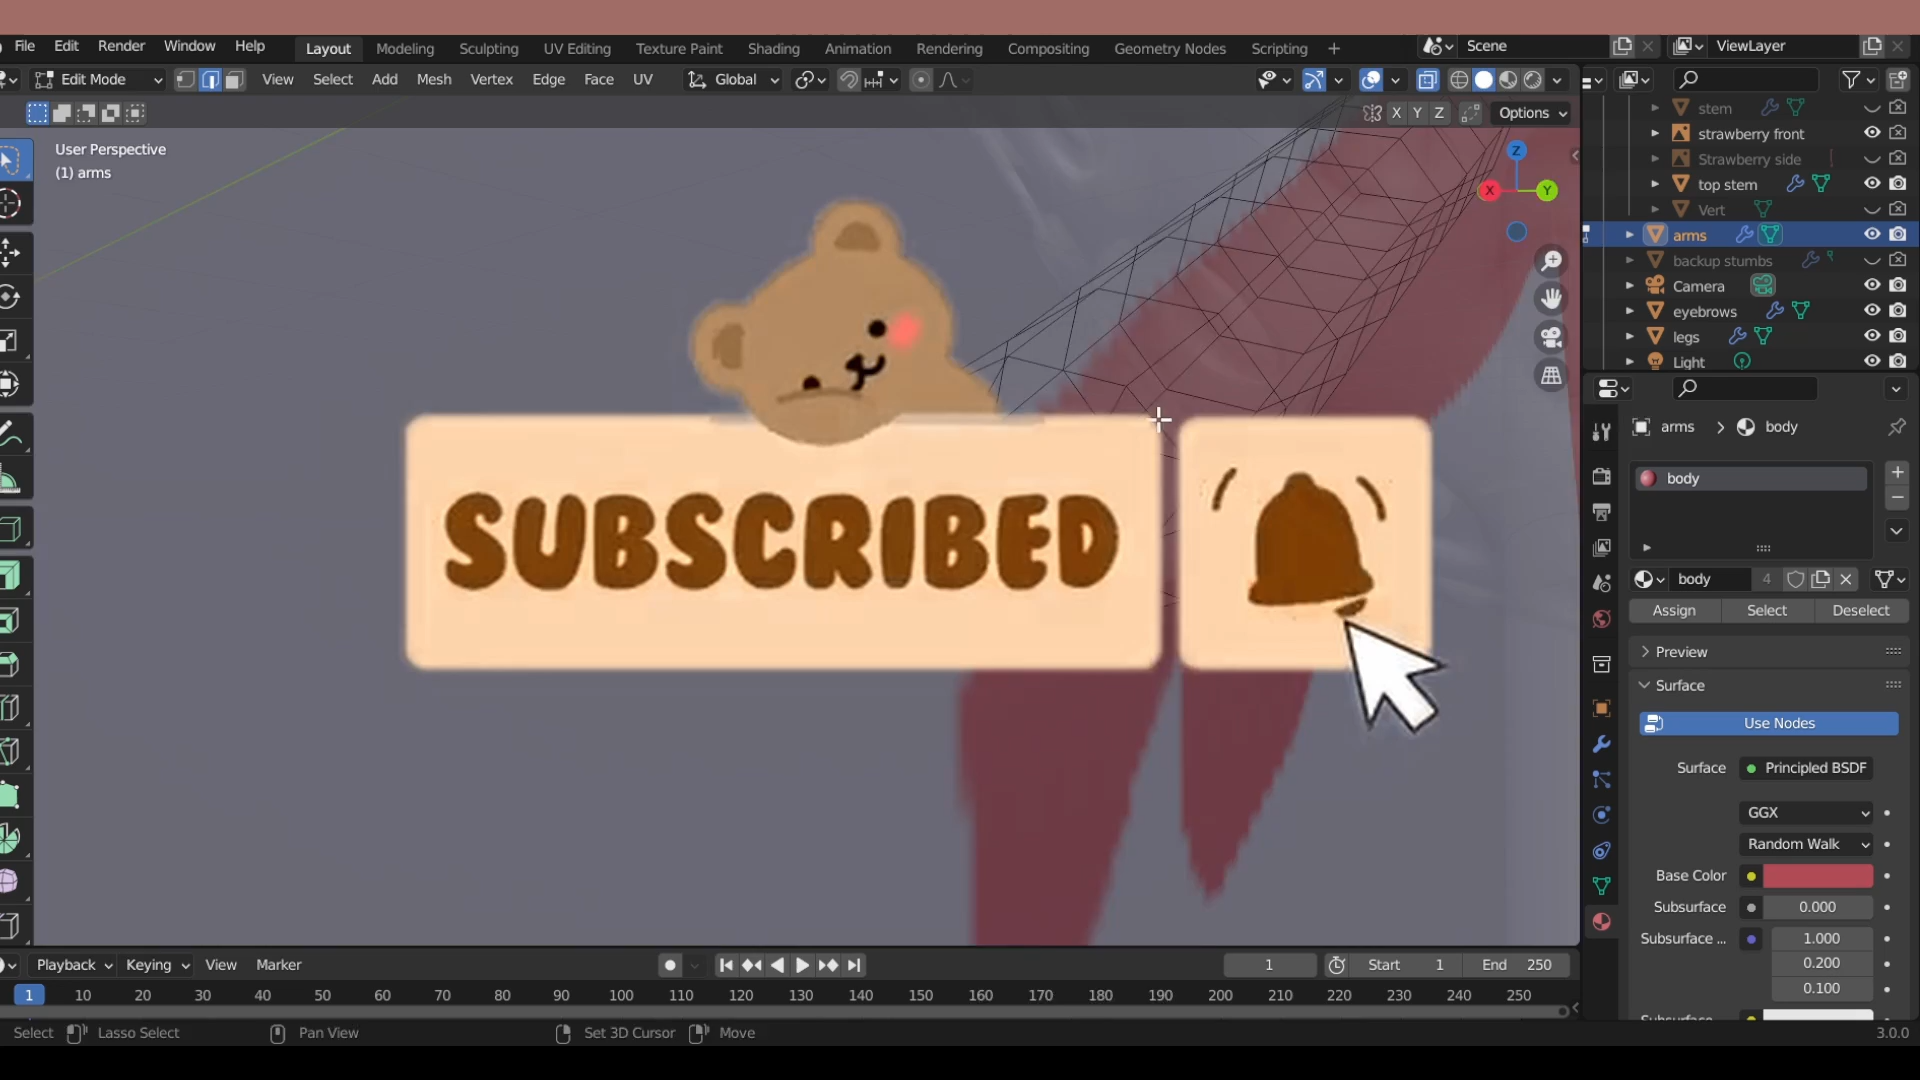 File Edit Render Window Help Layout Modeling Sculpting UV Editing Texture Paint Shading Animation Rendering Compositing Geometry Nodes Scripting + Scene ViewLayer
Edit Mode View Select Add Mesh Vertex Edge Face UV Global
X Y Z Options
User Perspective
(1) arms
Z
X
Y
stem
strawberry front
Strawberry side
top stem
Vert
arms
backup stumbs
Camera
eyebrows
legs
Light
SUBSCRIBED
arms > body
body
body 4
Assign Select Deselect
Preview
Surface
Use Nodes
Surface Principled BSDF
GGX
Random Walk
Base Color
Subsurface 0.000
Subsurface ... 1.000
0.200
0.100
Subsurface
Playback Keying View Marker 1 Start 1 End 250
1 10 20 30 40 50 60 70 80 90 100 110 120 130 140 150 160 170 180 190 200 210 220 230 240 250
Select Lasso Select Pan View Set 3D Cursor Move 3.0.0